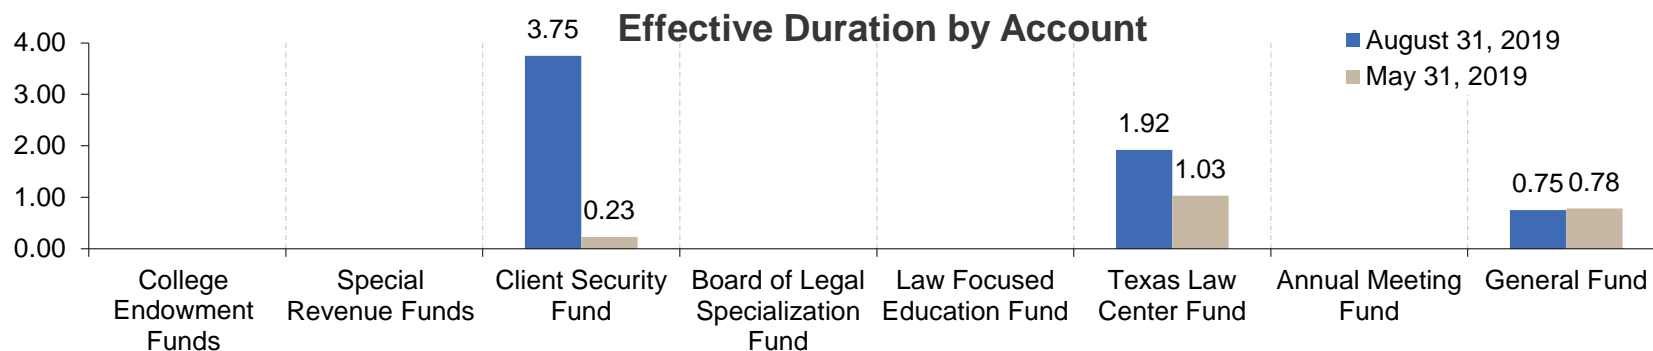 Effective Duration by Account
August 31, 2019
May 31, 2019
4.00
3.00
2.00
1.00
0.00
3.75
0.23
1.92
1.03
0.75
0.78
College
Endowment
Funds
Special
Revenue Funds
Client Security
Fund
Board of Legal
Specialization
Fund
Law Focused
Education Fund
Texas Law
Center Fund
Annual Meeting
Fund
General Fund